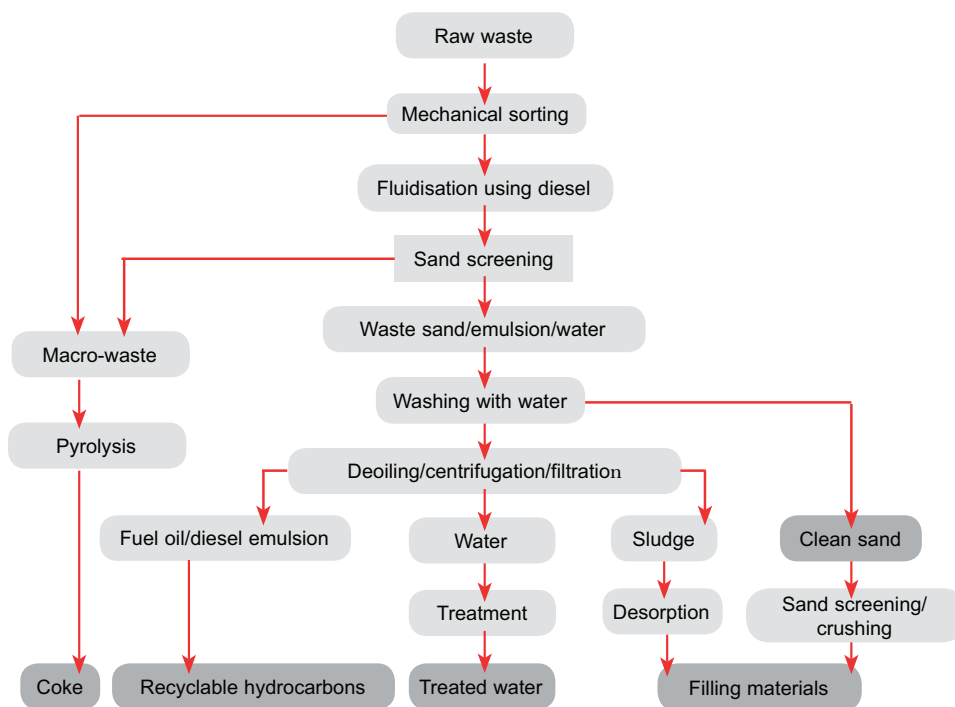 Raw waste
Mechanical sorting
Fluidisation using diesel
Sand screening
Waste sand/emulsion/water
Macro-waste
Washing with water
Pyrolysis
Deoiling/centrifugation/filtration
Fuel oil/diesel emulsion
Water
Sludge
Clean sand
Treatment
Desorption
Sand screening/
crushing
Coke
Recyclable hydrocarbons
Treated water
Filling materials